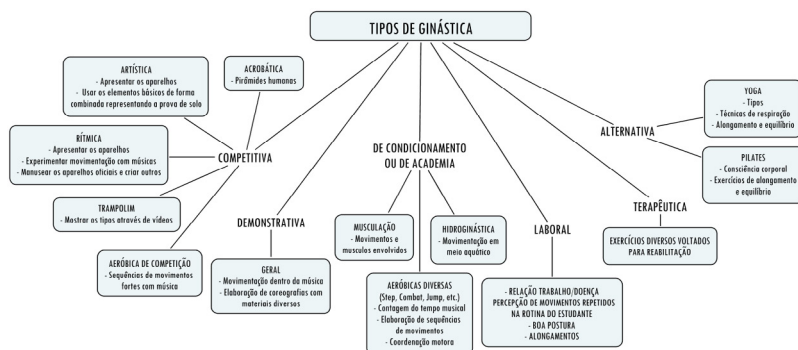 TIPOS DE GINÁSTICA
ARTÍSTICA
- Apresentar os aparelhos
- Usar os elementos básicos de forma
combinada representando a prova de solo
ACROBÁTICA
- Pirâmides humanas
RÍTMICA
- Apresentar os aparelhos
- Experimentar movimentação com músicas
- Manusear os aparelhos oficiais e criar outros
COMPETITIVA
TRAMPOLIM
- Mostrar os tipos através de vídeos
AERÓBICA DE COMPETIÇÃO
- Sequências de movimentos
fortes com música
DEMONSTRATIVA
GERAL
- Movimentação dentro da música
- Elaboração de coreografias com
materiais diversos
DE CONDICIONAMENTO
OU DE ACADEMIA
MUSCULAÇÃO
- Movimentos e
musculos envolvidos
HIDROGINÁSTICA
- Movimentação em
meio aquático
AERÓBICAS DIVERSAS
(Step, Combat, Jump, etc.)
- Contagem do tempo musical
- Elaboração de sequências
de movimentos
- Coordenação motora
LABORAL
- RELAÇÃO TRABALHO/DOENÇA
PERCEPÇÃO DE MOVIMENTOS REPETIDOS
NA ROTINA DO ESTUDANTE
- BOA POSTURA
- ALONGAMENTOS
TERAPÊUTICA
EXERCÍCIOS DIVERSOS VOLTADOS
PARA REABILITAÇÃO
ALTERNATIVA
YOGA
- Tipos
- Técnicas de respiração
- Alongamento e equilíbrio
PILATES
- Consciência corporal
- Exercícios de alongamento
e equilíbrio